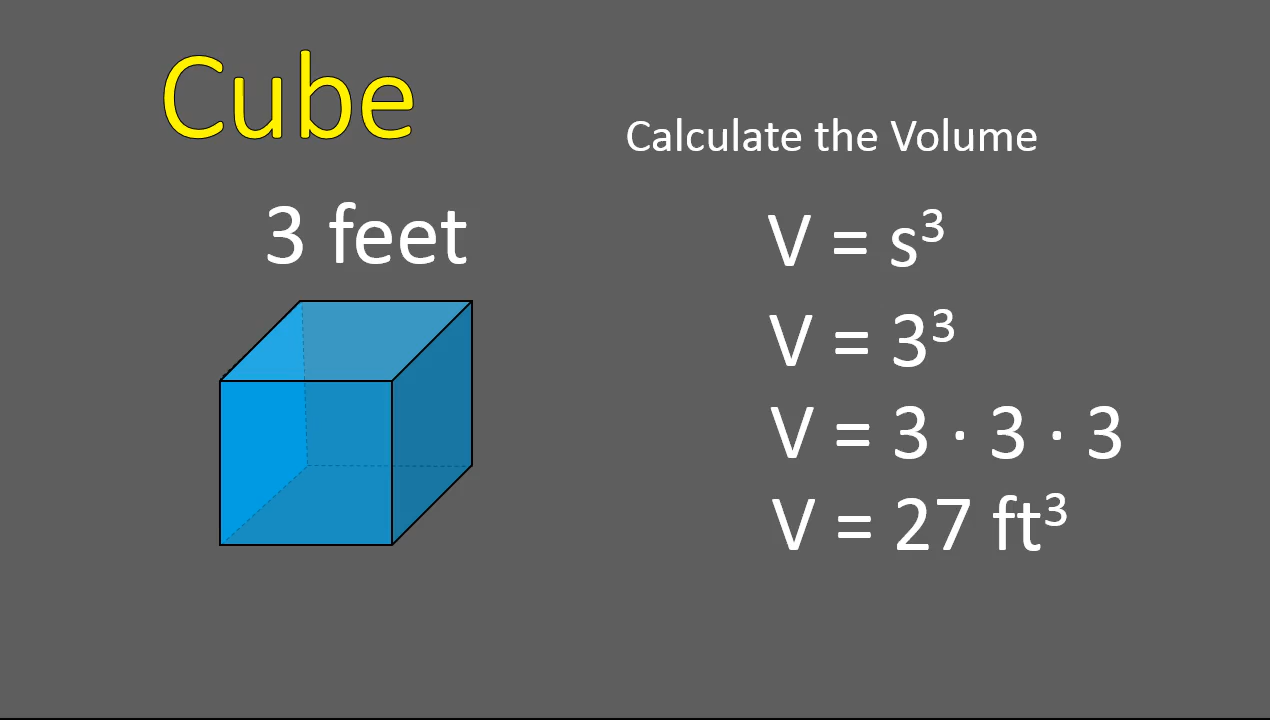 Cube
Calculate the Volume
3 feet
V = s³
V = 3³
V = 3 · 3 · 3
V = 27 ft³